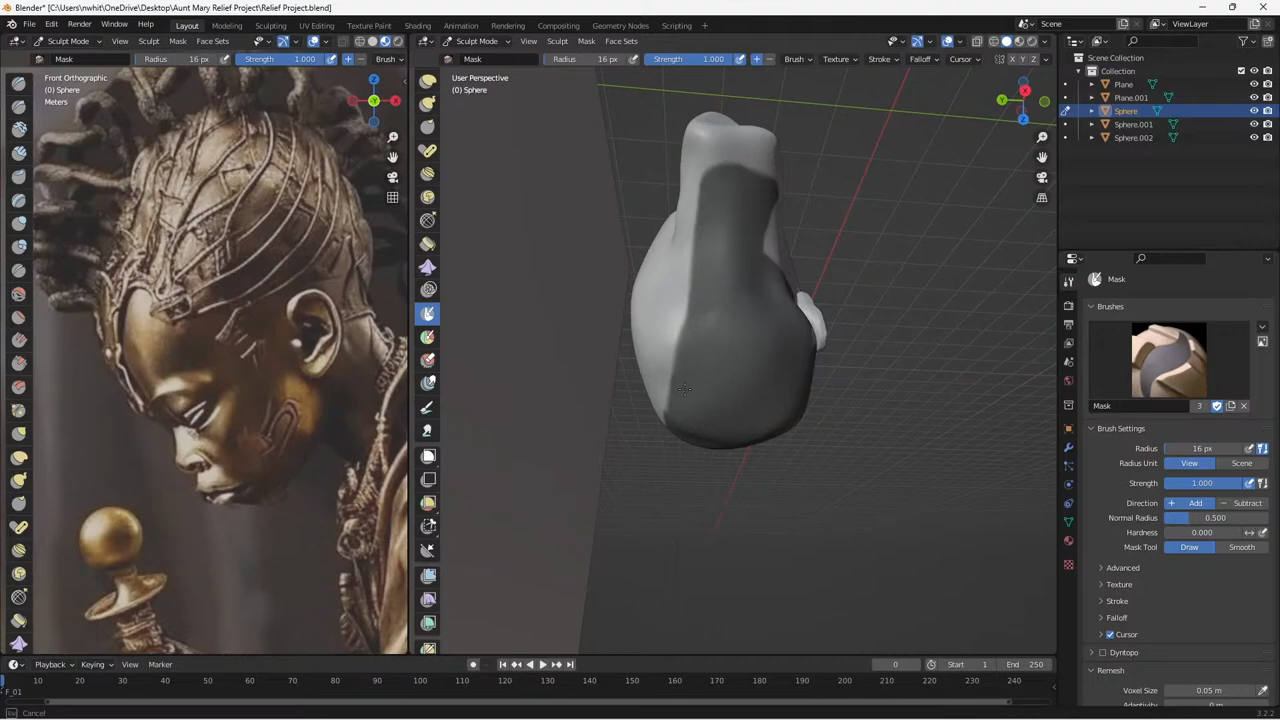 Blender* [C:\Users\nwhit\OneDrive\Desktop\Aunt Mary Relief Project\Relief Project.blend]
File Edit Render Window Help Layout Modeling Sculpting UV Editing Texture Paint Shading Animation Rendering Compositing Geometry Nodes Scripting + Scene ViewLayer
Sculpt Mode View Sculpt Mask Face Sets
Sculpt Mode View Sculpt Mask Face Sets
Mask Radius 16 px Strength 1.000 Brush
Mask Radius 16 px Strength 1.000 Brush Texture Stroke Falloff Cursor X Y Z
Front Orthographic
(0) Sphere
Meters
User Perspective
(0) Sphere
Scene Collection
Collection
Plane
Plane.001
Sphere
Sphere.001
Sphere.002
Mask
Brushes
Mask 3
Brush Settings
Radius 16 px
Radius Unit View Scene
Strength 1.000
Direction + Add − Subtract
Normal Radius 0.500
Hardness 0.000
Mask Tool Draw Smooth
Advanced
Texture
Stroke
Falloff
Cursor
Dyntopo
Remesh
Voxel Size 0.05 m
Playback Keying View Marker 0 Start 1 End 250
10 20 30 40 50 60 70 80 90 100 110 120 130 140 150 160 170 180 190 200 210 220 230 240
F_01
Cancel
3.2.2